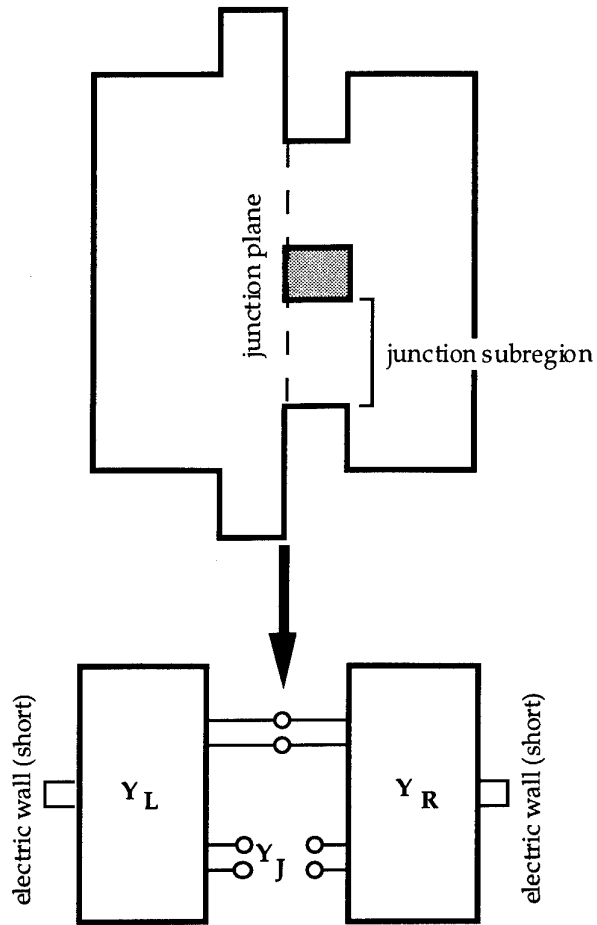 junction plane
junction subregion
electric wall (short)
Y L
Y J
Y R
electric wall (short)